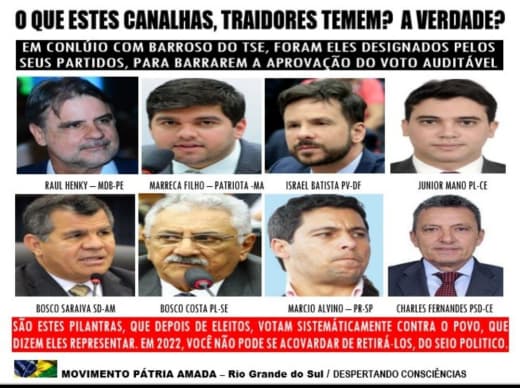 O QUE ESTES CANALHAS, TRAIDORES TEMEM? A VERDADE?
EM CONLÚIO COM BARROSO DO TSE, FORAM ELES DESIGNADOS PELOS
SEUS PARTIDOS, PARA BARRAREM A APROVAÇÃO DO VOTO AUDITÁVEL
RAUL HENKY – MDB-PE
MARRECA FILHO – PATRIOTA -MA
ISRAEL BATISTA PV-DF
JUNIOR MANO PL-CE
BOSCO SARAIVA SD-AM
BOSCO COSTA PL-SE
MARCIO ALVINO – PR-SP
CHARLES FERNANDES PSD-CE
SÃO ESTES PILANTRAS, QUE DEPOIS DE ELEITOS, VOTAM SISTEMÁTICAMENTE CONTRA O POVO, QUE
DIZEM ELES REPRESENTAR. EM 2022, VOCÊ NÃO PODE SE ACOVARDAR DE RETIRÁ-LOS, DO SEIO POLITICO.
MOVIMENTO PÁTRIA AMADA – Rio Grande do Sul / DESPERTANDO CONSCIÊNCIAS